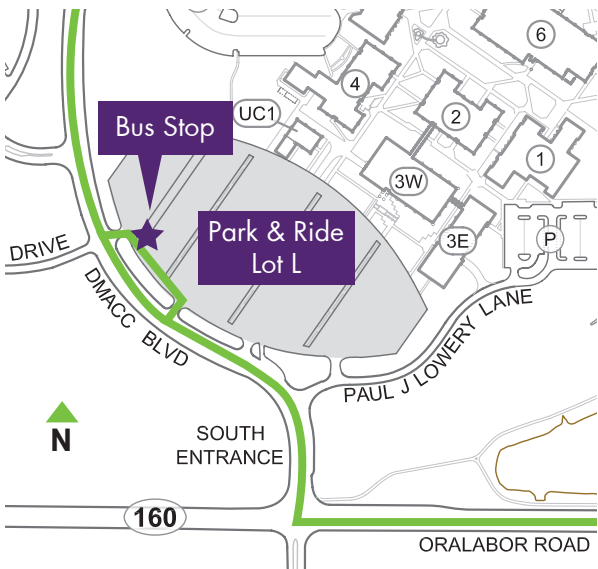 6
4
UC1
2
Bus Stop
1
3W
Park & Ride
Lot L
3E
P
DRIVE
DMACC BLVD
PAUL J LOWERY LANE
N
SOUTH
ENTRANCE
160
ORALABOR ROAD